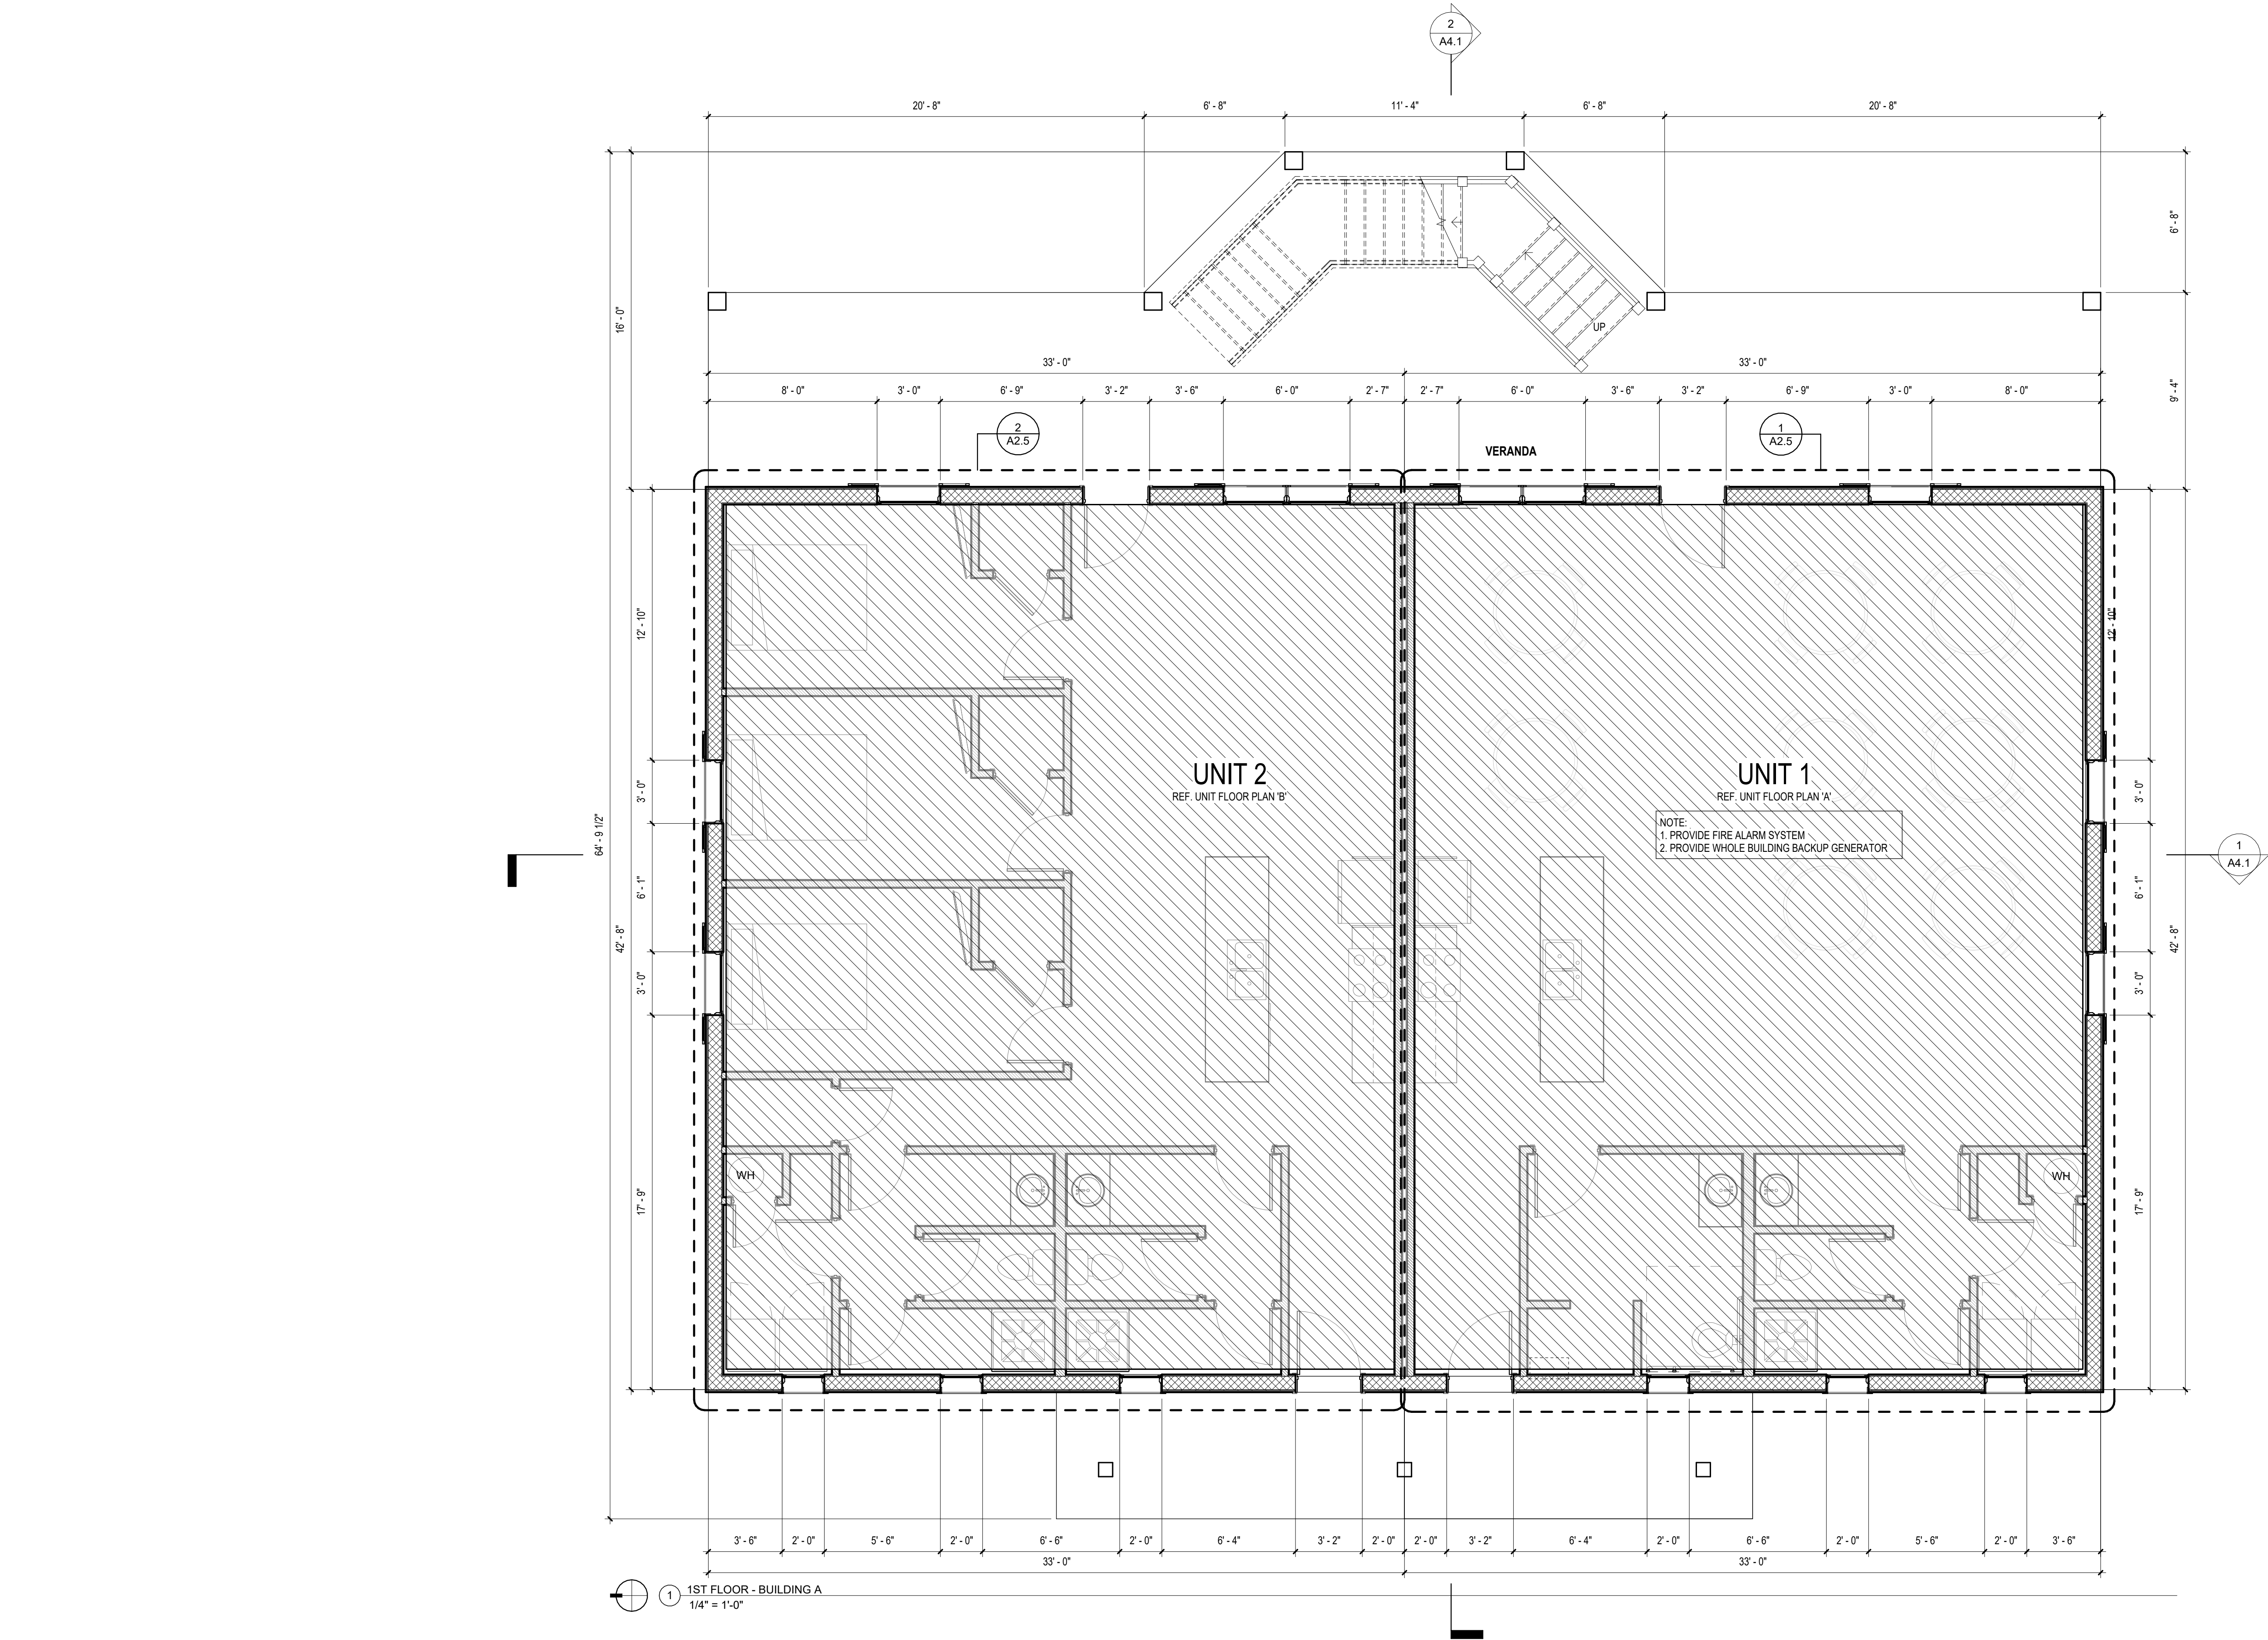 2
A4.1
20' - 8"
6' - 8"
11' - 4"
6' - 8"
20' - 8"
6' - 8"
16' - 0"
UP
33' - 0"
33' - 0"
9' - 4"
8' - 0"
3' - 0"
6' - 9"
3' - 2"
3' - 6"
6' - 0"
2' - 7"
2' - 7"
6' - 0"
3' - 6"
3' - 2"
6' - 9"
3' - 0"
8' - 0"
2
A2.5
1
A2.5
VERANDA
12' - 10"
12' - 10"
UNIT 2
REF. UNIT FLOOR PLAN 'B'
UNIT 1
REF. UNIT FLOOR PLAN 'A'
3' - 0"
3' - 0"
NOTE:
1. PROVIDE FIRE ALARM SYSTEM
2. PROVIDE WHOLE BUILDING BACKUP GENERATOR
64' - 9 1/2"
1
A4.1
6' - 1"
6' - 1"
42' - 8"
42' - 8"
3' - 0"
3' - 0"
WH
WH
17' - 9"
17' - 9"
3' - 6"
2' - 0"
5' - 6"
2' - 0"
6' - 6"
2' - 0"
6' - 4"
3' - 2"
2' - 0"
2' - 0"
3' - 2"
6' - 4"
2' - 0"
6' - 6"
2' - 0"
5' - 6"
2' - 0"
3' - 6"
33' - 0"
33' - 0"
1
1ST FLOOR - BUILDING A
1/4" = 1'-0"